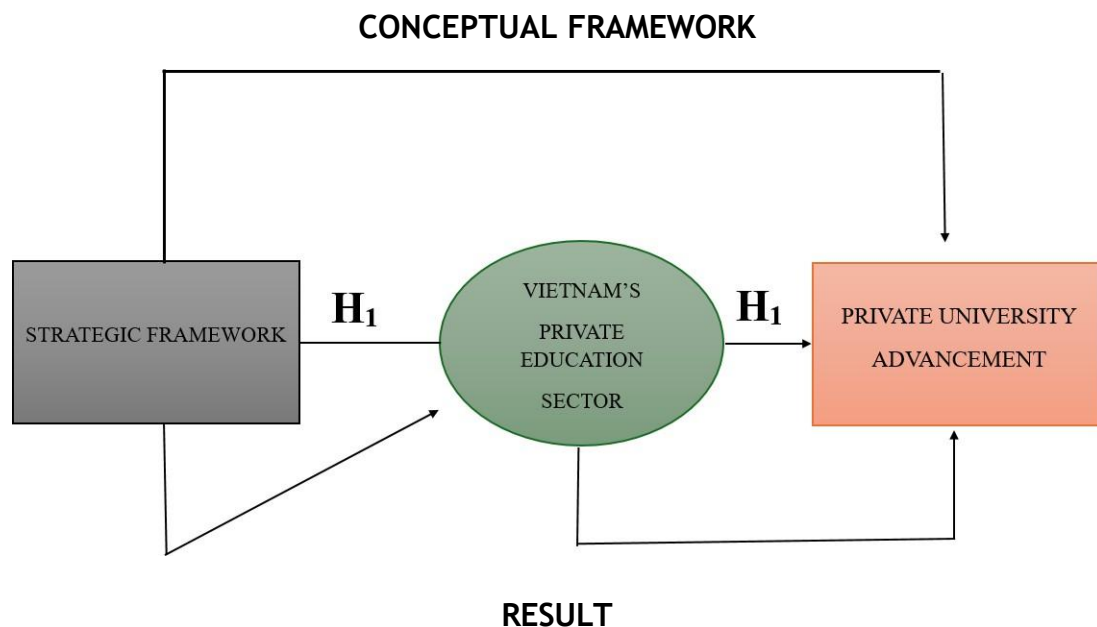 CONCEPTUAL FRAMEWORK
STRATEGIC FRAMEWORK
H₁
VIETNAM’S
PRIVATE
EDUCATION
SECTOR
H₁
PRIVATE UNIVERSITY
ADVANCEMENT
RESULT